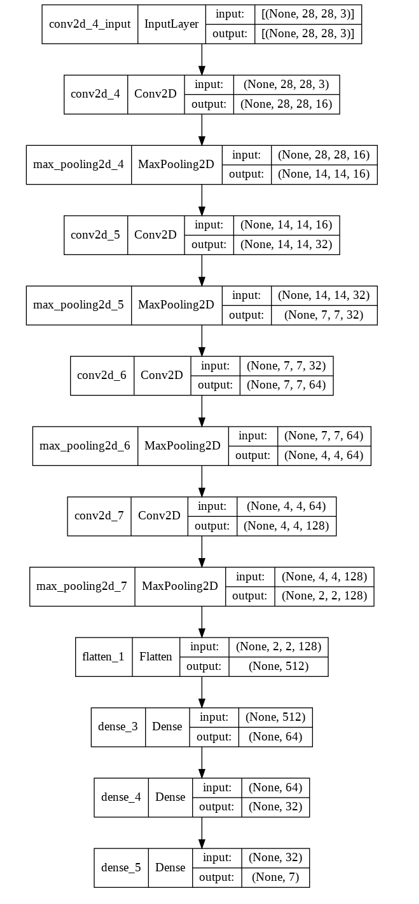 conv2d_4_input InputLayer input: [(None, 28, 28, 3)]
output: [(None, 28, 28, 3)]
conv2d_4 Conv2D input: (None, 28, 28, 3)
output: (None, 28, 28, 16)
max_pooling2d_4 MaxPooling2D input: (None, 28, 28, 16)
output: (None, 14, 14, 16)
conv2d_5 Conv2D input: (None, 14, 14, 16)
output: (None, 14, 14, 32)
max_pooling2d_5 MaxPooling2D input: (None, 14, 14, 32)
output: (None, 7, 7, 32)
conv2d_6 Conv2D input: (None, 7, 7, 32)
output: (None, 7, 7, 64)
max_pooling2d_6 MaxPooling2D input: (None, 7, 7, 64)
output: (None, 4, 4, 64)
conv2d_7 Conv2D input: (None, 4, 4, 64)
output: (None, 4, 4, 128)
max_pooling2d_7 MaxPooling2D input: (None, 4, 4, 128)
output: (None, 2, 2, 128)
flatten_1 Flatten input: (None, 2, 2, 128)
output: (None, 512)
dense_3 Dense input: (None, 512)
output: (None, 64)
dense_4 Dense input: (None, 64)
output: (None, 32)
dense_5 Dense input: (None, 32)
output: (None, 7)